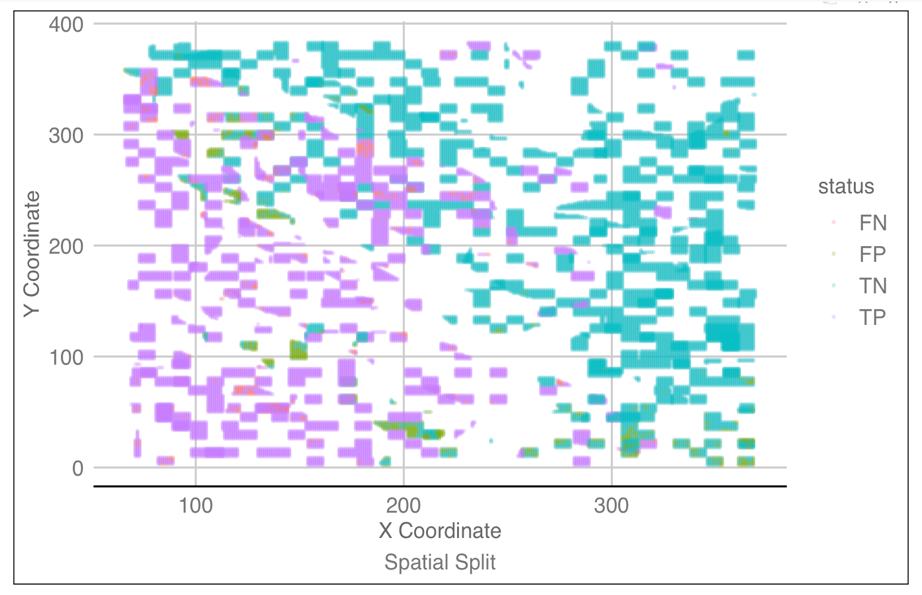 400
300
200
100
0
Y Coordinate
100 200 300
X Coordinate
Spatial Split
status
FN
FP
TN
TP